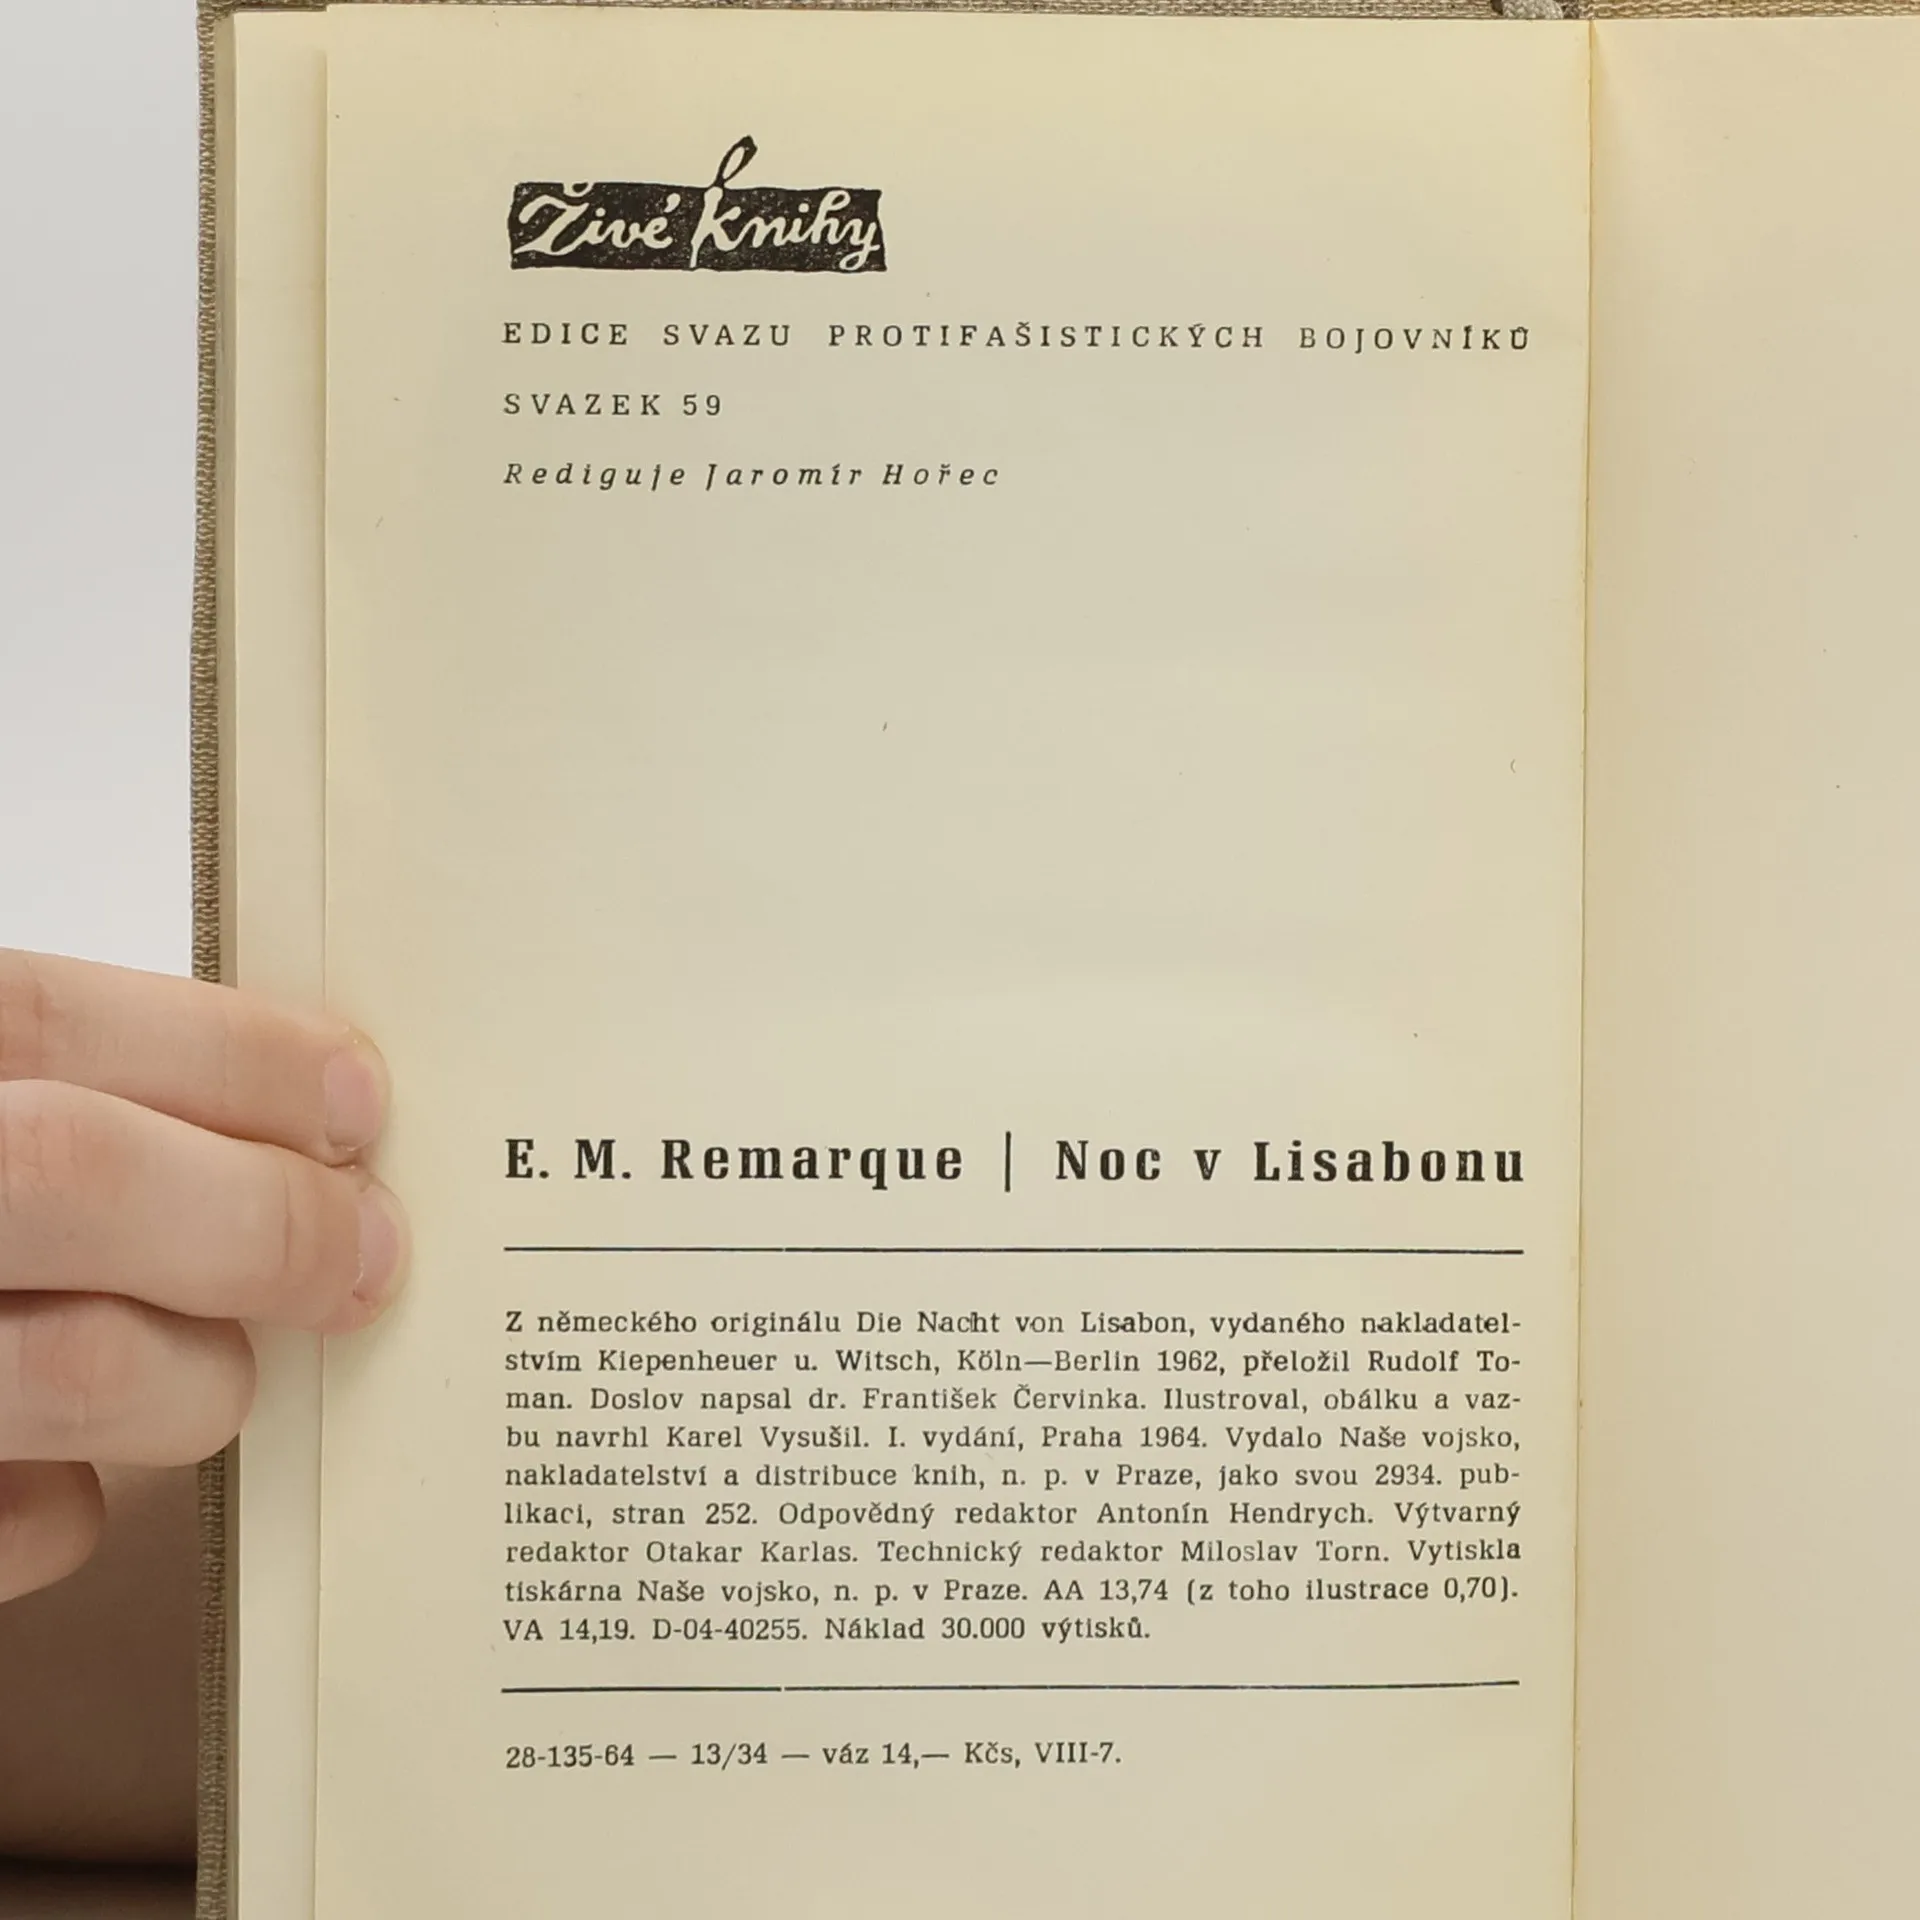 Živé knihy
EDICE SVAZU PROTIFAŠISTICKÝCH BOJOVNÍKŮ
SVAZEK 59
Rediguje Jaromír Hořec
E. M. Remarque | Noc v Lisabonu
Z německého originálu Die Nacht von Lisabon, vydaného nakladatel-
stvím Kiepenheuer u. Witsch, Köln—Berlin 1962, přeložil Rudolf To-
man. Doslov napsal dr. František Červinka. Ilustroval, obálku a vaz-
bu navrhl Karel Vysušil. I. vydání, Praha 1964. Vydalo Naše vojsko,
nakladatelství a distribuce knih, n. p. v Praze, jako svou 2934. pub-
likaci, stran 252. Odpovědný redaktor Antonín Hendrych. Výtvarný
redaktor Otakar Karlas. Technický redaktor Miloslav Torn. Vytiskla
tiskárna Naše vojsko, n. p. v Praze. AA 13,74 (z toho ilustrace 0,70).
VA 14,19. D-04-40255. Náklad 30.000 výtisků.
28-135-64 — 13/34 — váz 14,— Kčs, VIII-7.